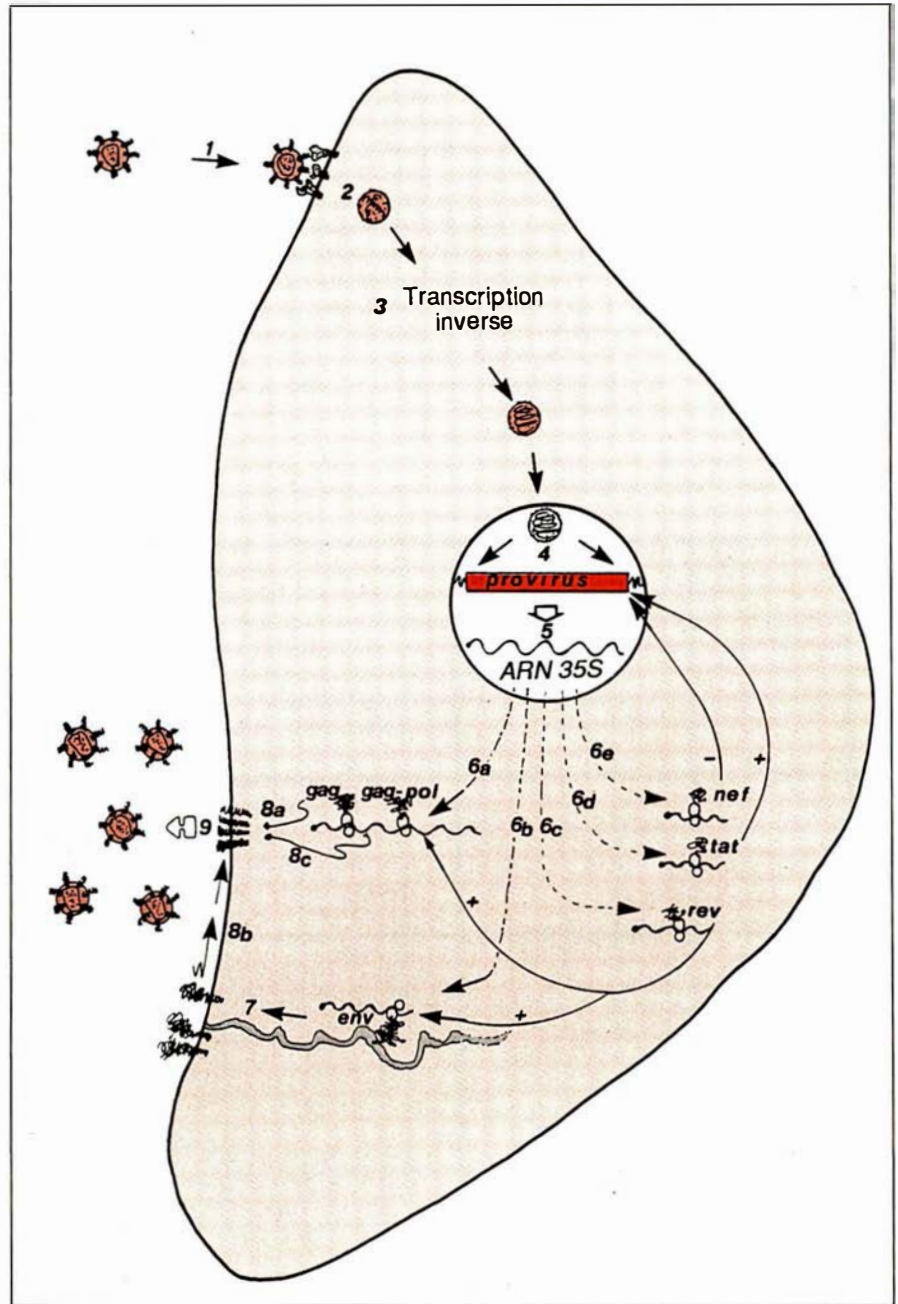 1
2
3 Transcription
inverse
4
provirus
5
ARN 35S
6a
6e
gag gag-pol
- +
nef
8a
6d
9
6b 6c
tat
8c
+
rev
8b
7
env
+